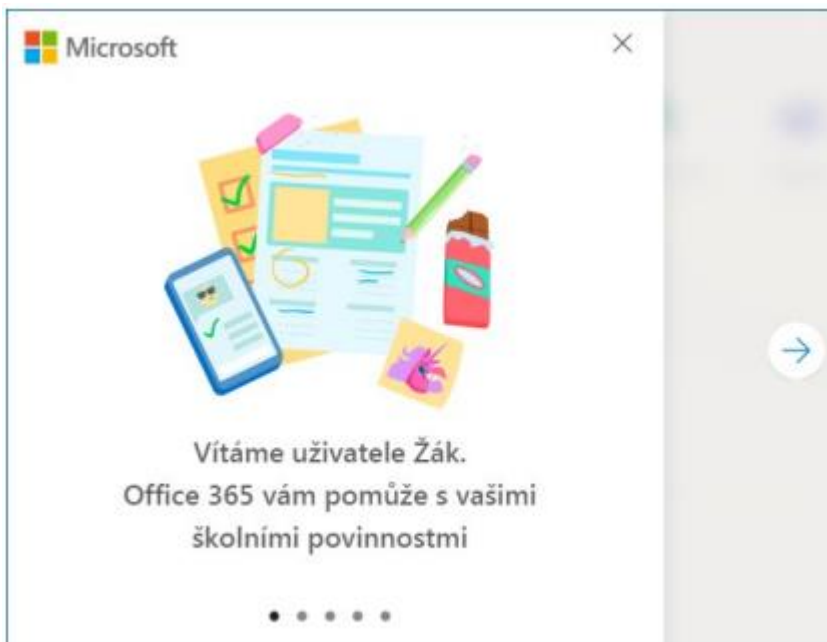 Microsoft
Vítáme uživatele Žák.
Office 365 vám pomůže s vašimi
školními povinnostmi